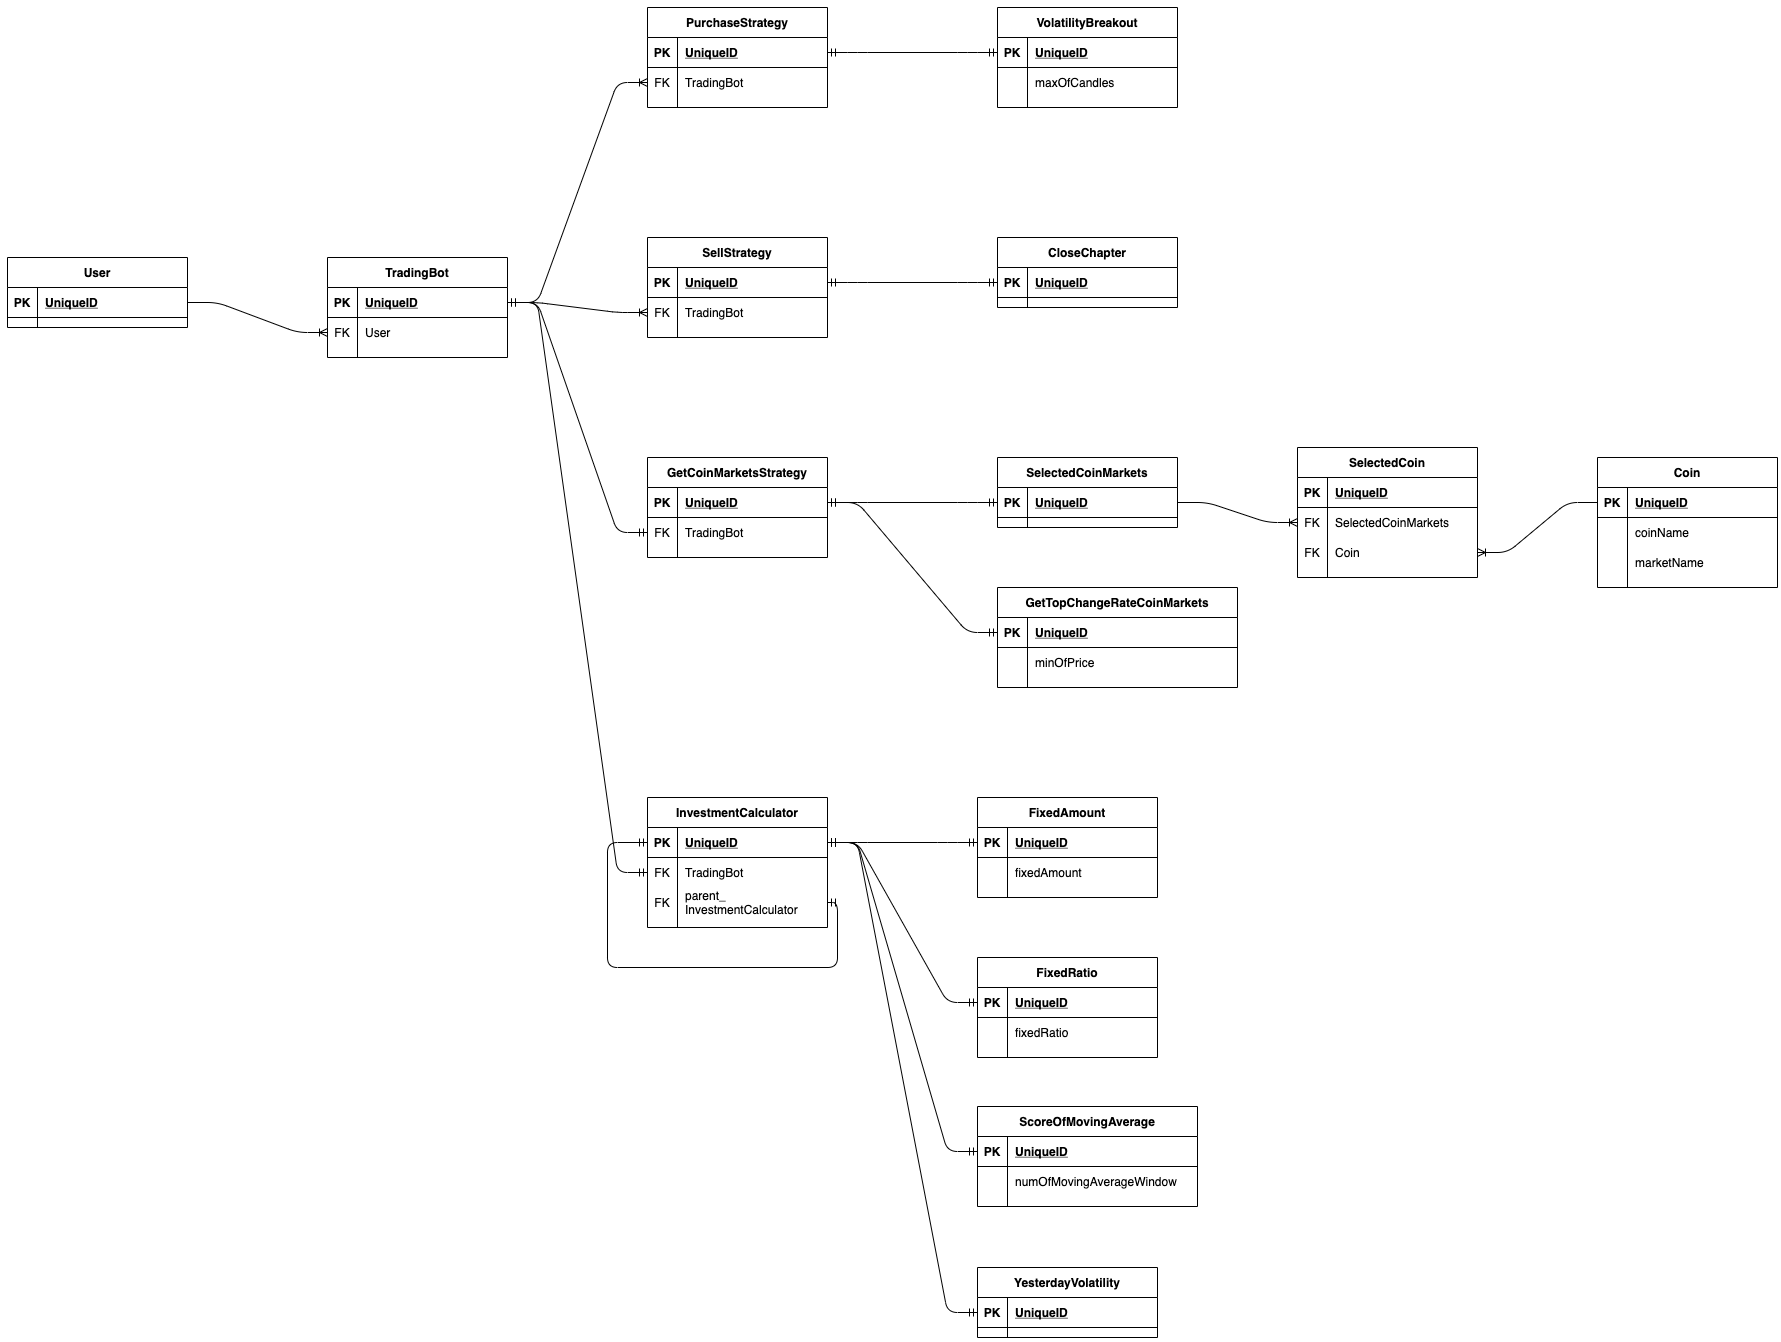 PurchaseStrategy
PK UniqueID
FK TradingBot
VolatilityBreakout
PK UniqueID
maxOfCandles
User
PK UniqueID
TradingBot
PK UniqueID
FK User
SellStrategy
PK UniqueID
FK TradingBot
CloseChapter
PK UniqueID
GetCoinMarketsStrategy
PK UniqueID
FK TradingBot
SelectedCoinMarkets
PK UniqueID
SelectedCoin
PK UniqueID
FK SelectedCoinMarkets
FK Coin
Coin
PK UniqueID
coinName
marketName
GetTopChangeRateCoinMarkets
PK UniqueID
minOfPrice
InvestmentCalculator
PK UniqueID
FK TradingBot
FK parent_
InvestmentCalculator
FixedAmount
PK UniqueID
fixedAmount
FixedRatio
PK UniqueID
fixedRatio
ScoreOfMovingAverage
PK UniqueID
numOfMovingAverageWindow
YesterdayVolatility
PK UniqueID